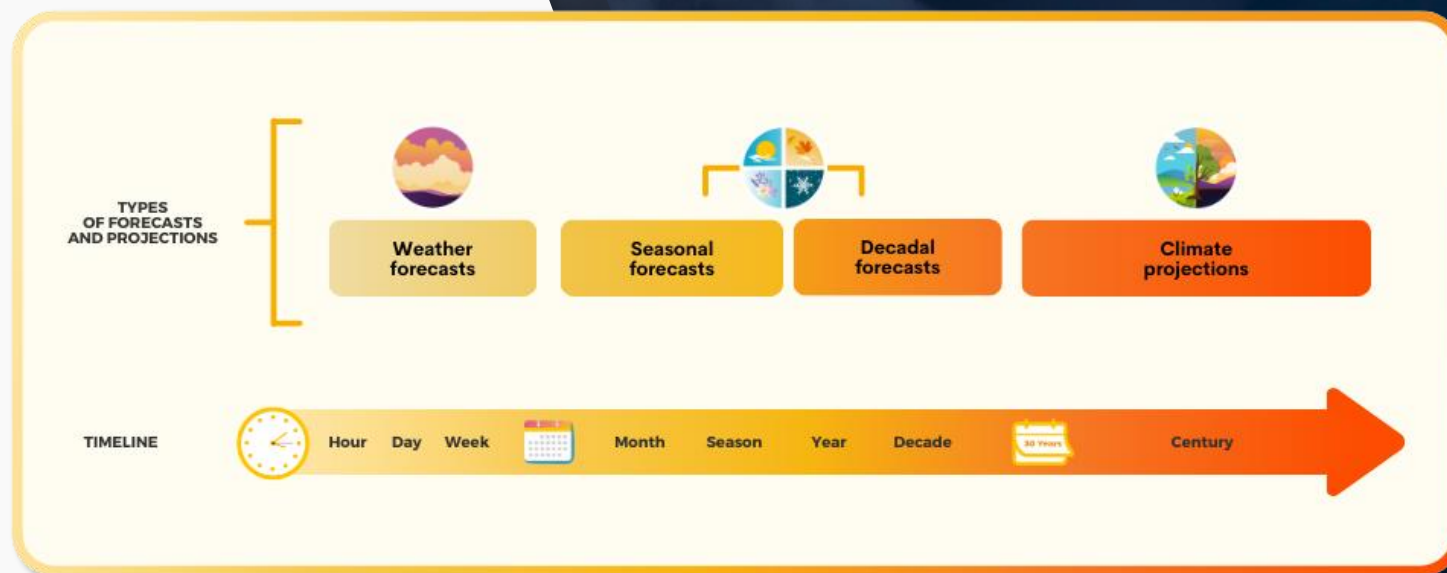 TYPES
OF FORECASTS
AND PROJECTIONS
Weather
forecasts
Seasonal
forecasts
Decadal
forecasts
Climate
projections
TIMELINE
Hour Day Week Month Season Year Decade 30 Years Century